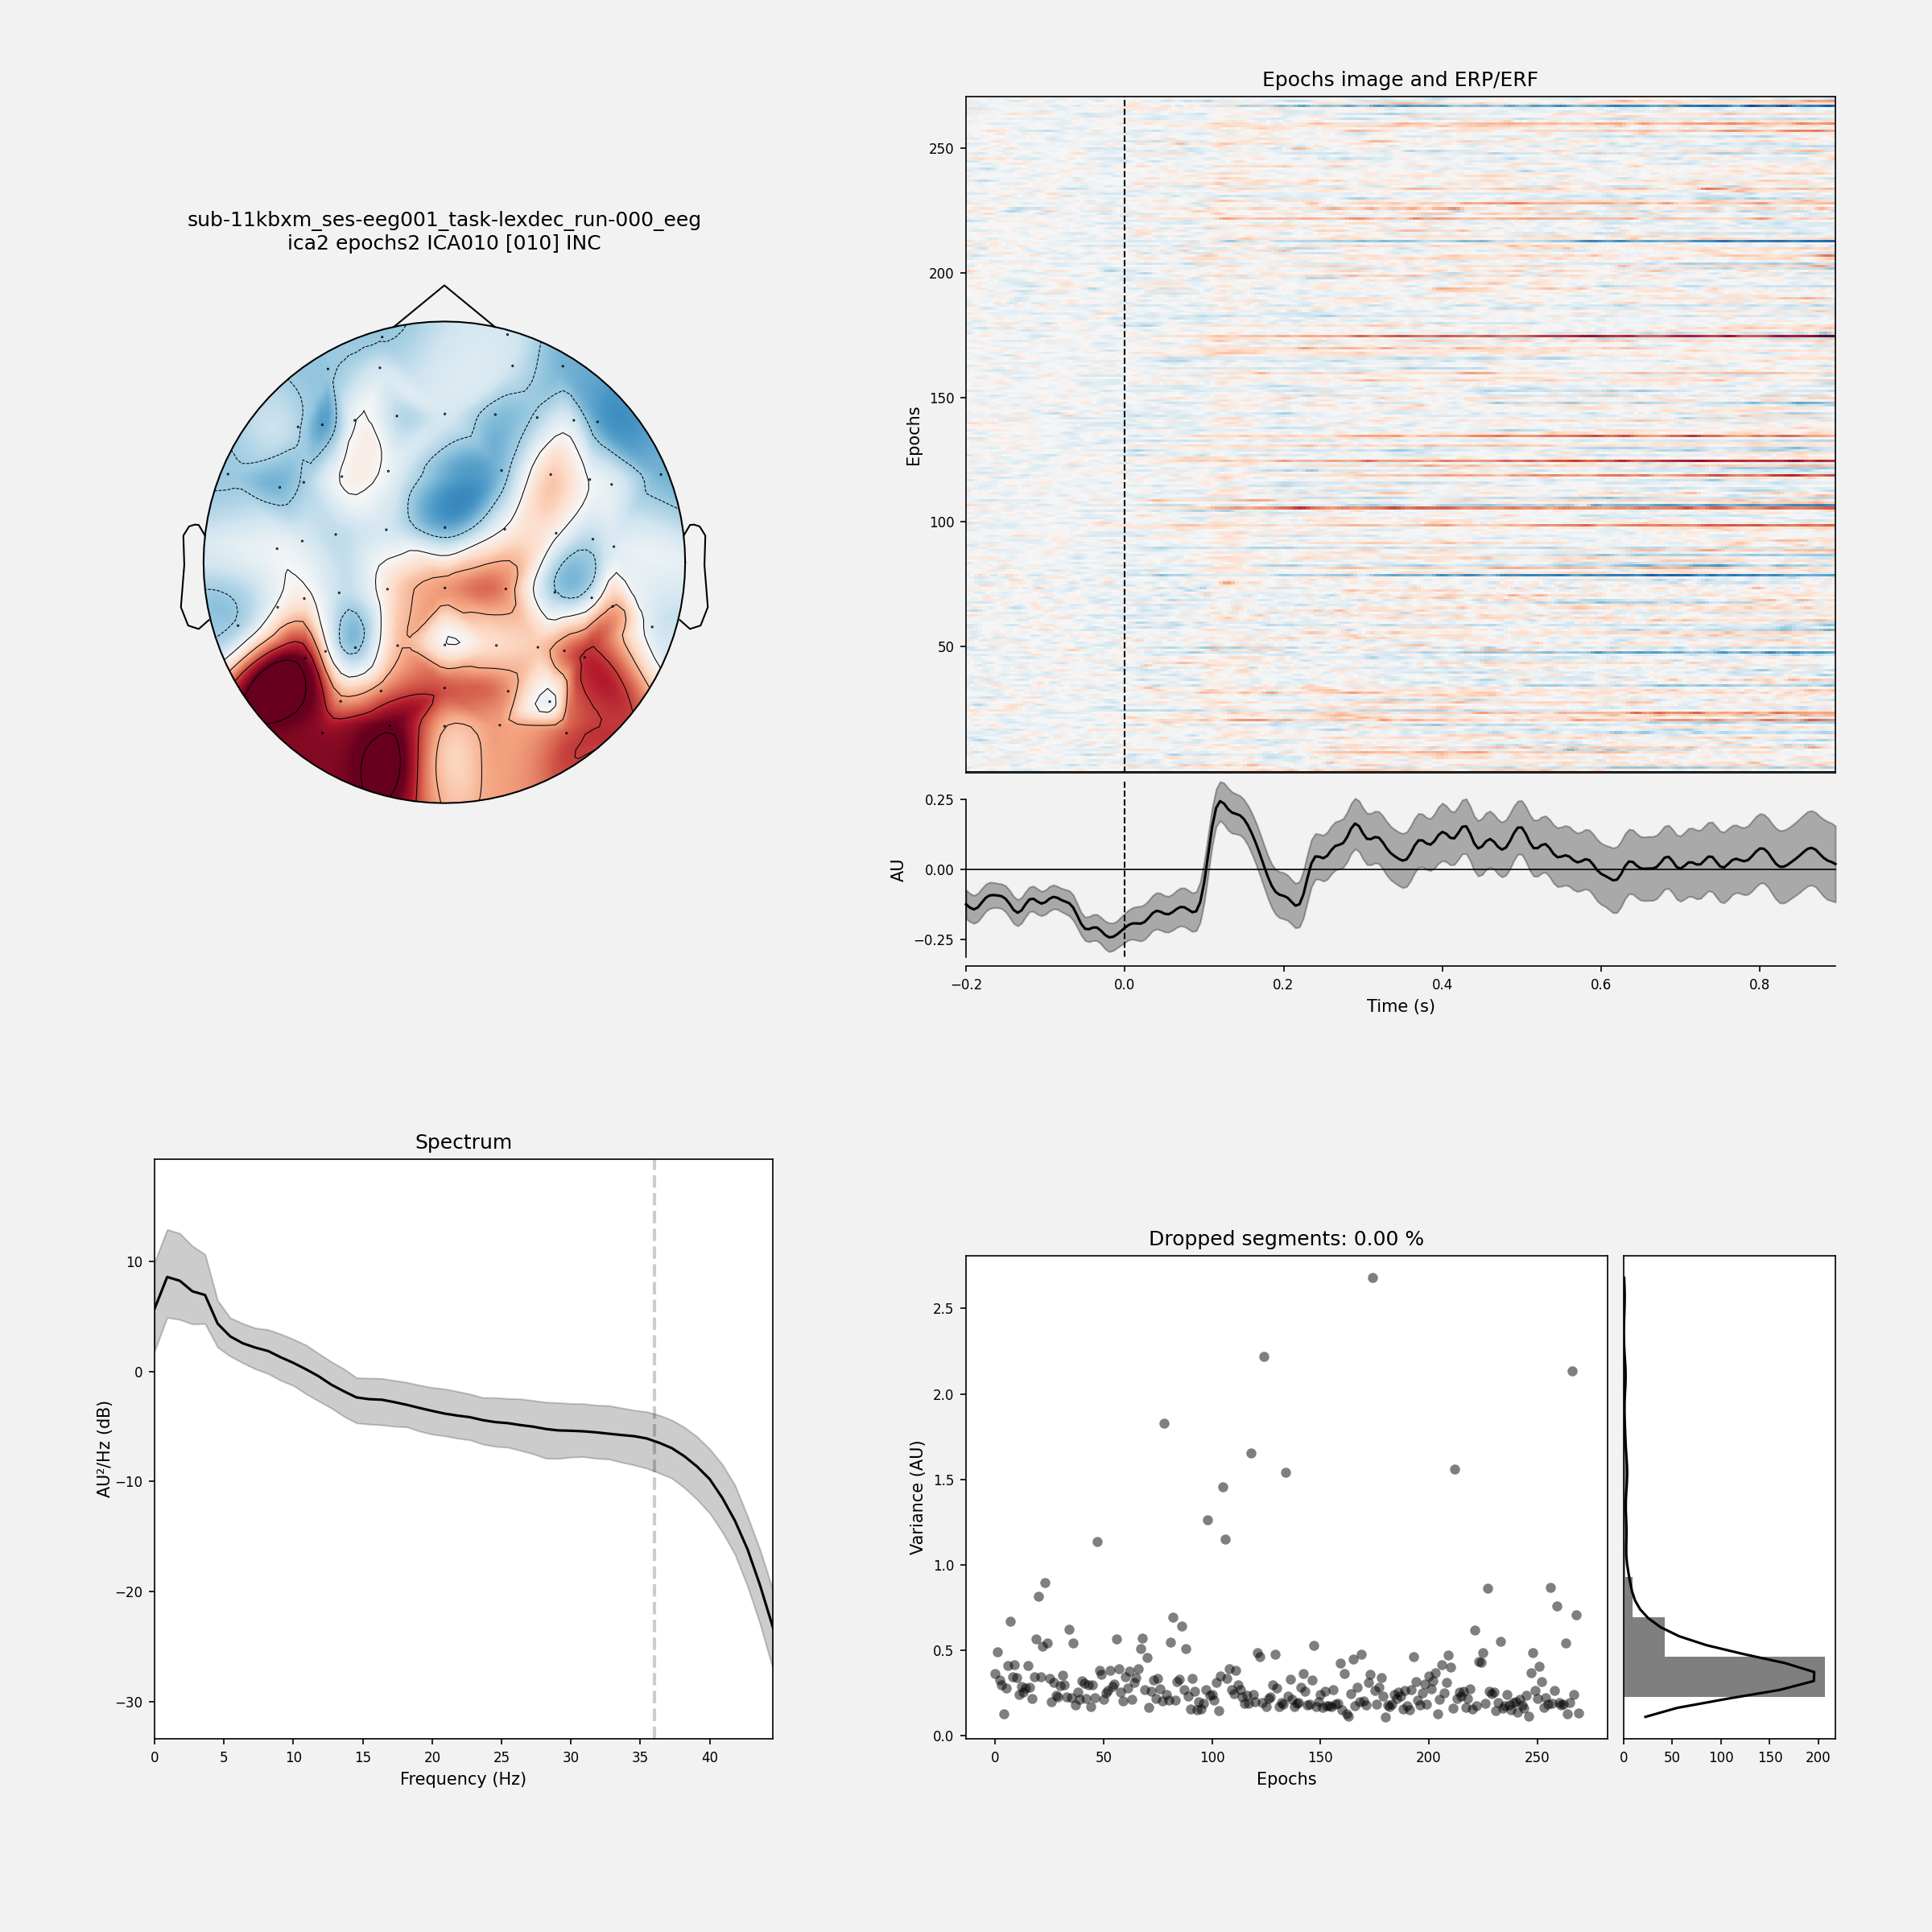 sub-11kbxm_ses-eeg001_task-lexdec_run-000_eeg
ica2 epochs2 ICA010 [010] INC
Epochs image and ERP/ERF
Epochs
250
200
150
100
50
AU
0.25
0.00
−0.25
−0.2 0.0 0.2 0.4 0.6 0.8
Time (s)
Spectrum
AU²/Hz (dB)
10
0
−10
−20
−30
0 5 10 15 20 25 30 35 40
Frequency (Hz)
Dropped segments: 0.00 %
Variance (AU)
2.5
2.0
1.5
1.0
0.5
0.0
0 50 100 150 200 250
Epochs
0 50 100 150 200